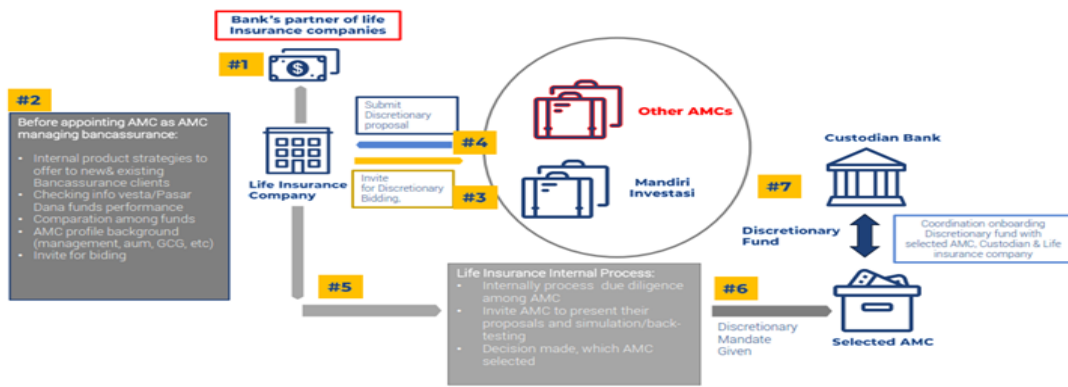 Bank's partner of life
Insurance companies
#1
#2
Before appointing AMC as AMC
managing bancassurance:
• Internal product strategies to
offer to new& existing
Bancassurance clients
• Checking info vesta/Pasar
Dana funds performance
• Comparation among funds
• AMC profile background
(management, aum, GCG, etc)
• Invite for biding
Life Insurance
Company
Submit
Discretionary
proposal
#4
Invite
for Discretionary
Bidding,
#3
Other AMCs
Mandiri
Investasi
#5
Life Insurance Internal Process:
• Internally process due diligence
among AMC
• Invite AMC to present their
proposals and simulation/back-
testing
• Decision made, which AMC
selected
#6
Discretionary
Mandate
Given
Custodian Bank
#7
Discretionary
Fund
Coordination onboarding
Discretionary fund with
selected AMC, Custodian & Life
insurance company
Selected AMC